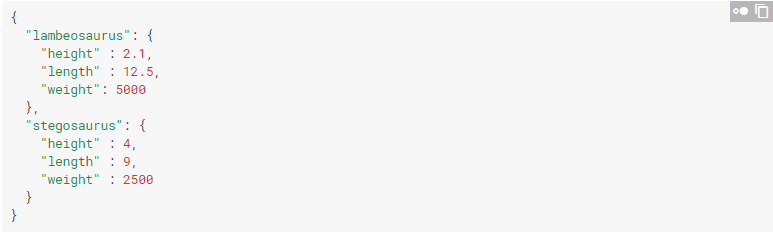 {
  "lambeosaurus": {
    "height" : 2.1,
    "length" : 12.5,
    "weight": 5000
  },
  "stegosaurus": {
    "height" : 4,
    "length" : 9,
    "weight" : 2500
  }
}